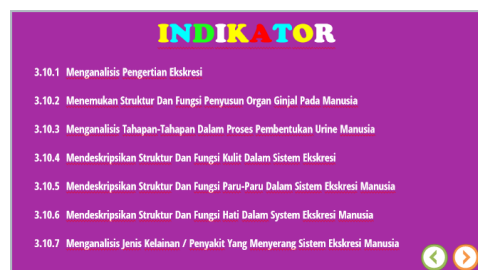 INDIKATOR
3.10.1 Menganalisis Pengertian Ekskresi
3.10.2 Menemukan Struktur Dan Fungsi Penyusun Organ Ginjal Pada Manusia
3.10.3 Menganalisis Tahapan-Tahapan Dalam Proses Pembentukan Urine Manusia
3.10.4 Mendeskripsikan Struktur Dan Fungsi Kulit Dalam Sistem Ekskresi
3.10.5 Mendeskripsikan Struktur Dan Fungsi Paru-Paru Dalam Sistem Ekskresi Manusia
3.10.6 Mendeskripsikan Struktur Dan Fungsi Hati Dalam System Ekskresi Manusia
3.10.7 Menganalisis Jenis Kelainan / Penyakit Yang Menyerang Sistem Ekskresi Manusia